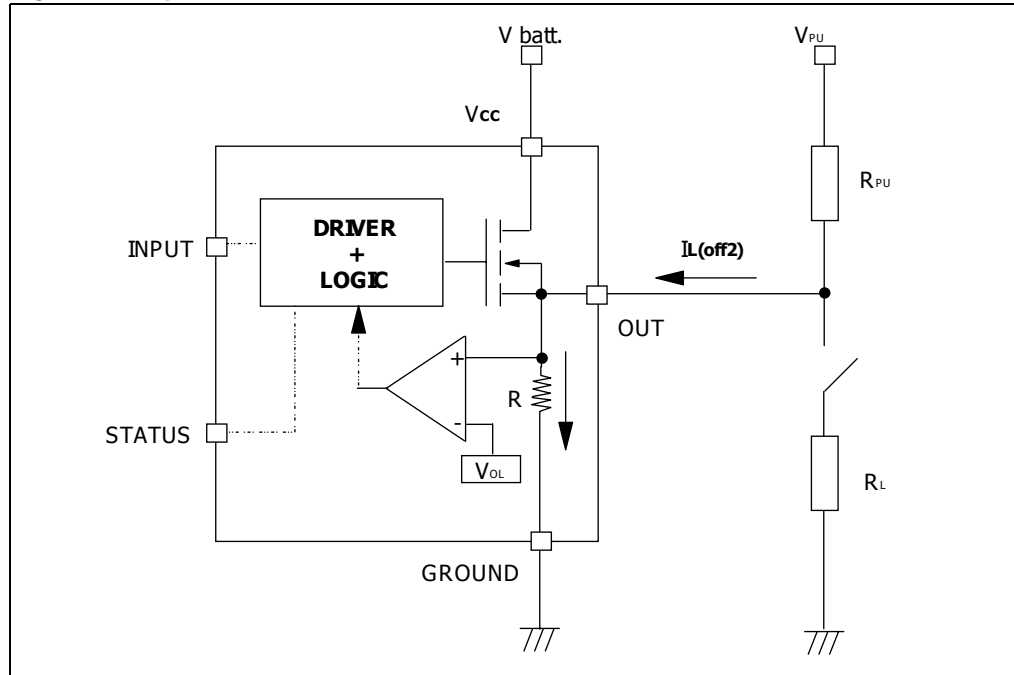 V batt.
VPU
Vcc
RPU
DRIVER
+
LOGIC
INPUT
IL(off2)
OUT
+
R
-
STATUS
VOL
RL
GROUND